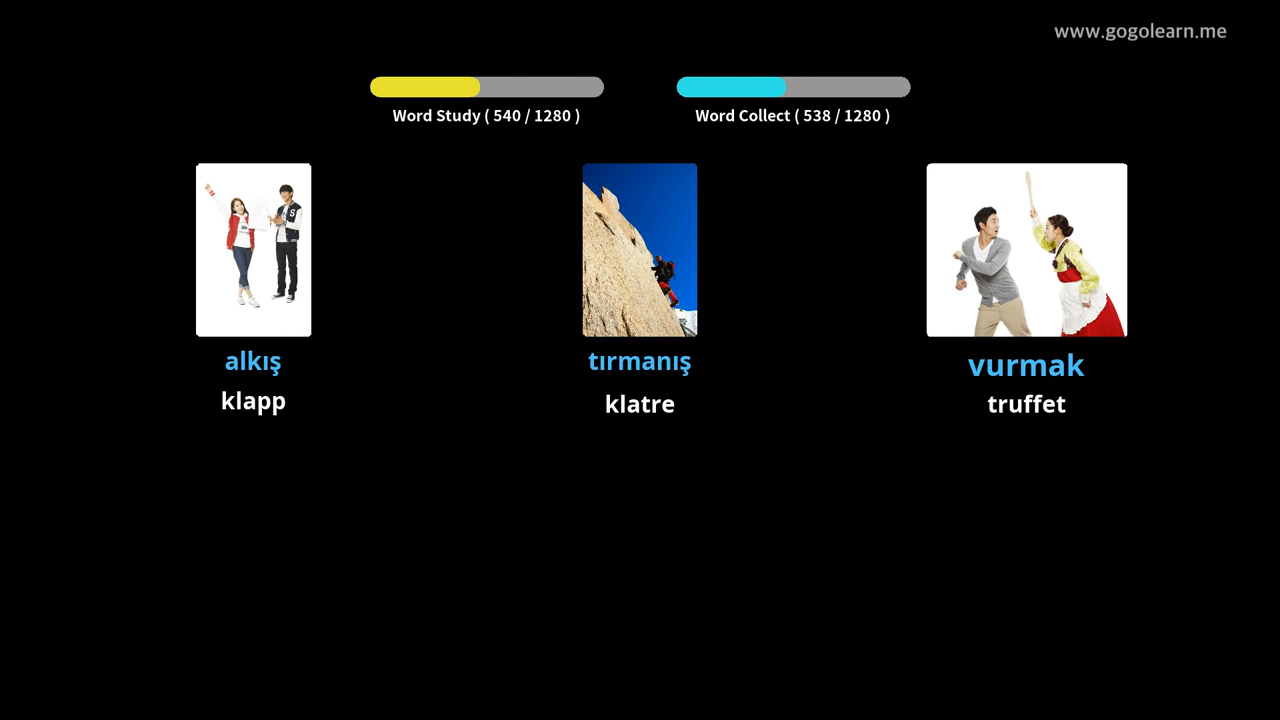 www.gogolearn.me
Word Study ( 540 / 1280 )
Word Collect ( 538 / 1280 )
alkış
tırmanış
vurmak
klapp
klatre
truffet